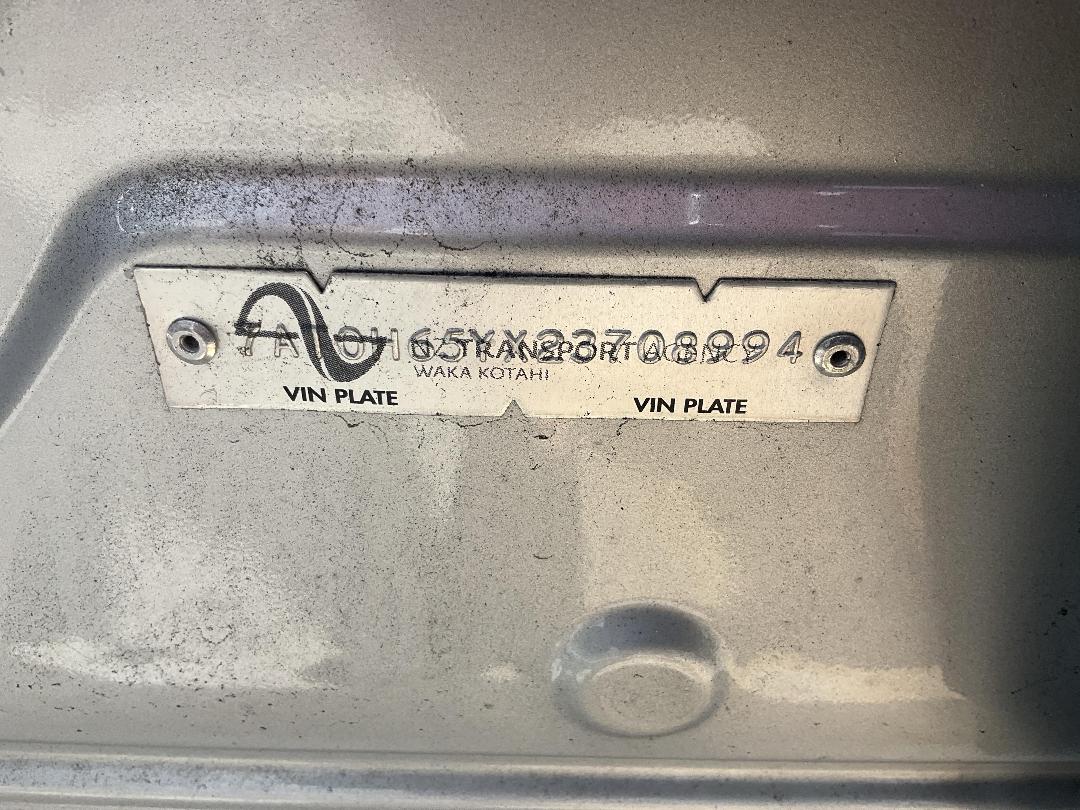 7AT0H65YX23708994
NZ TRANSPORT AGENCY
WAKA KOTAHI
VIN PLATE VIN PLATE